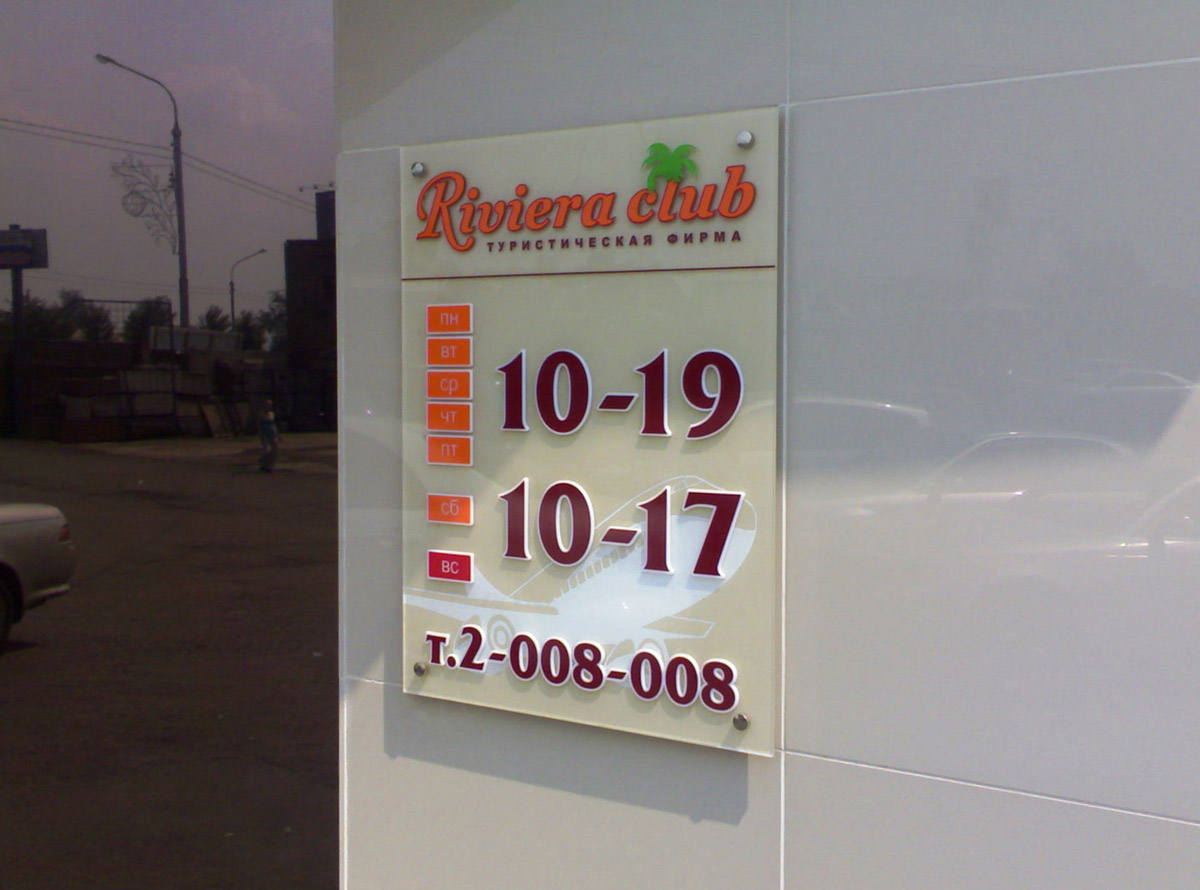 Riviera club
ТУРИСТИЧЕСКАЯ ФИРМА
пн
вт
ср
чт
пт
10-19
сб
10-17
вс
т.2-008-008